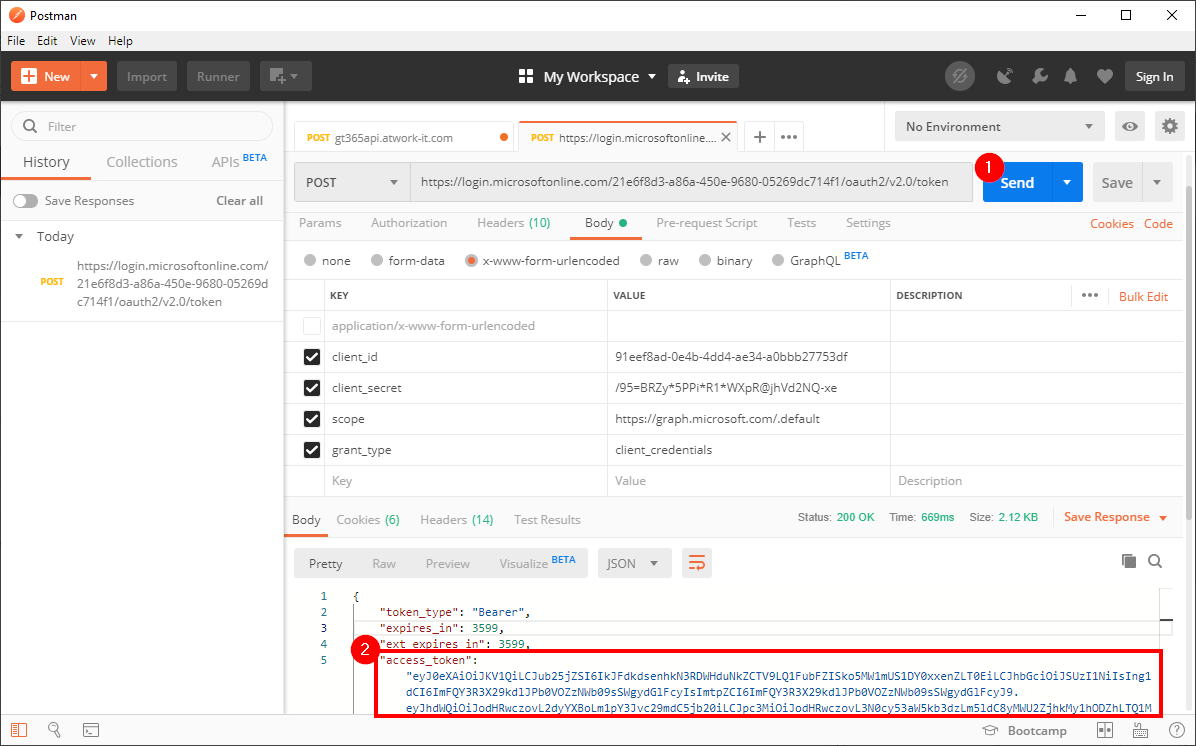 Postman
File Edit View Help
New Import Runner My Workspace Invite Sign In
Filter
History Collections APIs BETA
Save Responses Clear all
Today
POST https://login.microsoftonline.com/
21e6f8d3-a86a-450e-9680-05269d
c714f1/oauth2/v2.0/token
POST gt365api.atwork-it.com POST https://login.microsoftonline.... No Environment
1
POST https://login.microsoftonline.com/21e6f8d3-a86a-450e-9680-05269dc714f1/oauth2/v2.0/token Send Save
Params Authorization Headers (10) Body Pre-request Script Tests Settings Cookies Code
none form-data x-www-form-urlencoded raw binary GraphQL BETA
KEY VALUE DESCRIPTION Bulk Edit
application/x-www-form-urlencoded
client_id 91eef8ad-0e4b-4dd4-ae34-a0bbb27753df
client_secret /95=BRZy*5PPi*R1*WXpR@jhVd2NQ-xe
scope https://graph.microsoft.com/.default
grant_type client_credentials
Key Value Description
Body Cookies (6) Headers (14) Test Results Status: 200 OK Time: 669ms Size: 2.12 KB Save Response
Pretty Raw Preview Visualize BETA JSON
1 {
2 "token_type": "Bearer",
3 "expires_in": 3599,
4 "ext_expires_in": 3599,
2
5 "access_token":
"eyJ0eXAiOiJKV1QiLCJub25jZSI6IkJFdkdsenhkN3RDWHduNkZCTV9LQ1FubFZISko5MW1mUS1DY0xxenZLT0EiLCJhbGciOiJSUzI1NiIsIng1
dCI6ImFQY3R3X29kdlJPb0VOZzNWb09sSWgydGlFcyIsImtpZCI6ImFQY3R3X29kdlJPb0VOZzNWb09sSWgydGlFcyJ9.
eyJhdWQiOiJodHRwczovL2dyYXBoLm1pY3Jvc29mdC5jb20iLCJpc3MiOiJodHRwczovL3N0cy53aW5kb3dzLm5ldC8yMWU2ZjhkMy1hODZhLTQ1M
Bootcamp